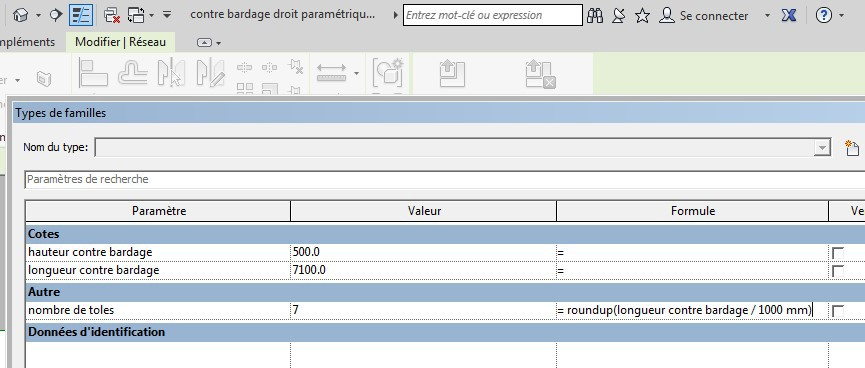 contre bardage droit paramétriqu... Entrez mot-clé ou expression Se connecter ?
mpléments Modifier | Réseau
Types de familles
Nom du type:
Paramètres de recherche
Paramètre Valeur Formule Ve
Cotes
hauteur contre bardage 500.0 =
longueur contre bardage 7100.0 =
Autre
nombre de toles 7 = roundup(longueur contre bardage / 1000 mm)
Données d'identification